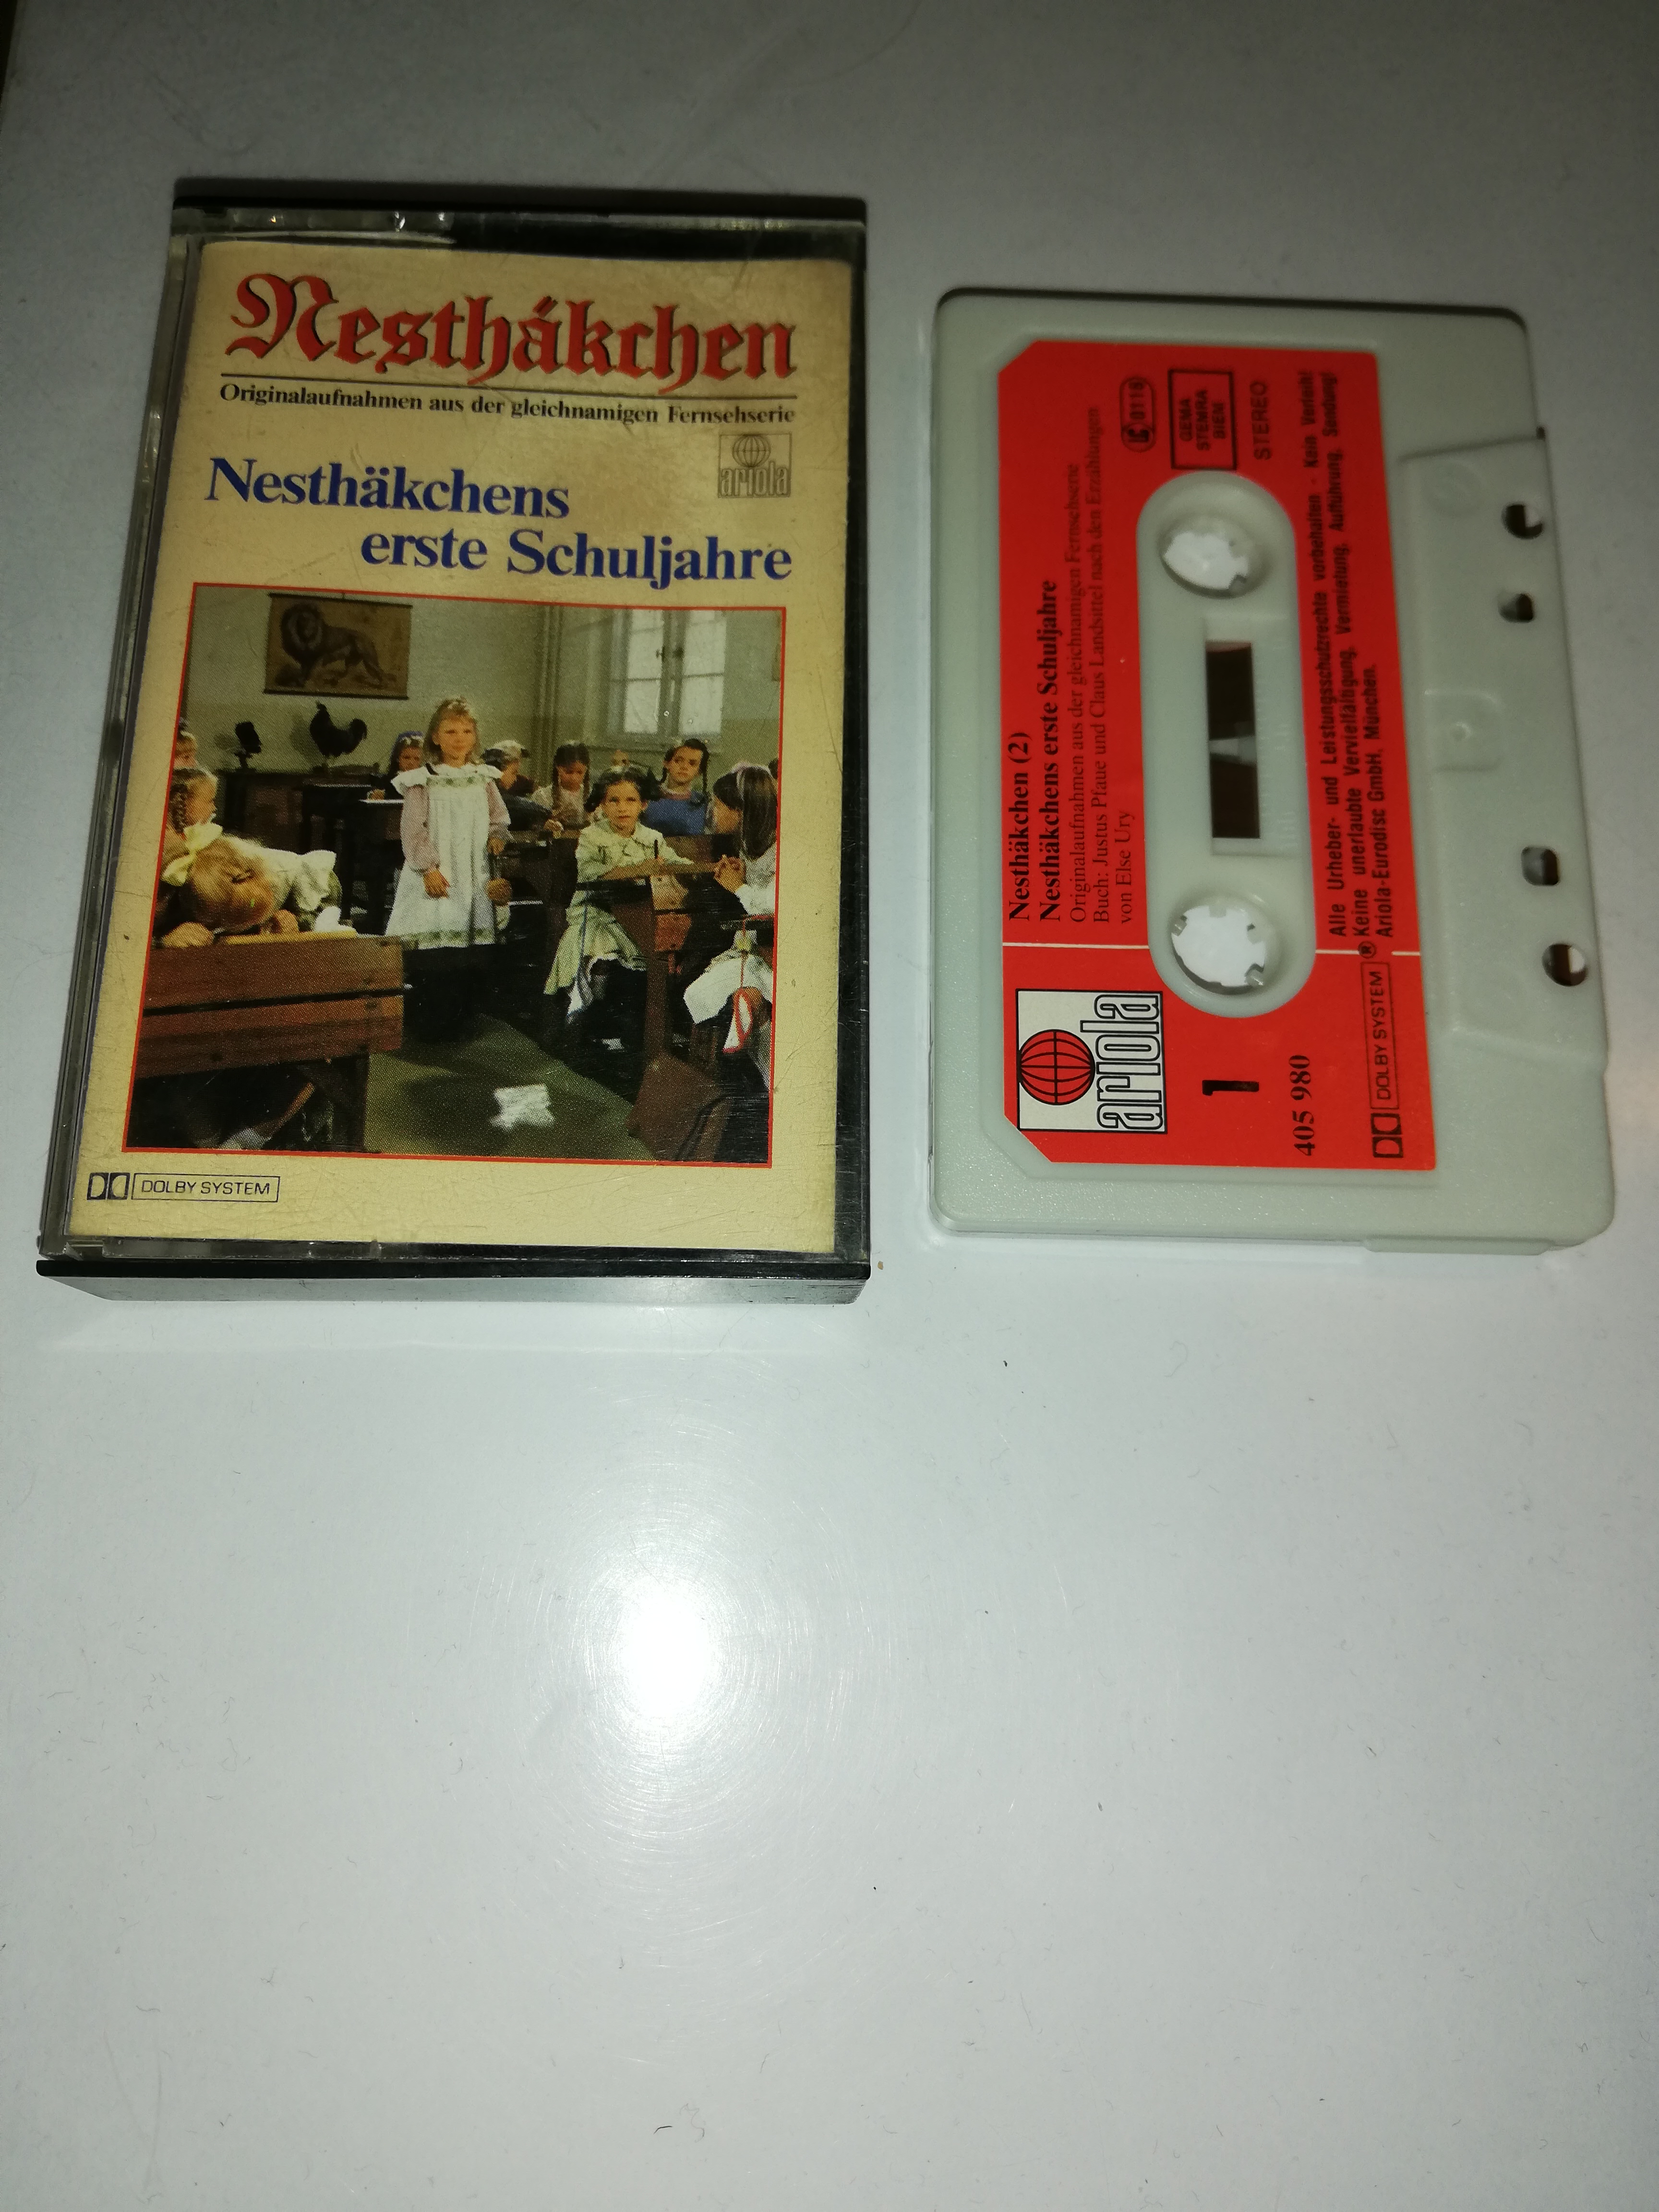 Nesthäkchen
Originalaufnahmen aus der gleichnamigen Fernsehserie
ariola
Nesthäkchens
erste Schuljahre
DOLBY SYSTEM
Nesthäkchen (2)
Nesthäkchens erste Schuljahre
Originalaufnahmen aus der gleichnamigen Fernsehserie
Buch: Justus Pfaue und Claus Landsittel nach den Erzählungen
von Else Ury
LC 0116
GEMA
STEMRA
BIEM
STEREO
ariola
1
405 980
Alle Urheber- und Leistungsschutzrechte vorbehalten · Kein Verleih!
Keine unerlaubte Vervielfältigung, Vermietung, Aufführung, Sendung!
Ariola-Eurodisc GmbH, München.
DOLBY SYSTEM ®